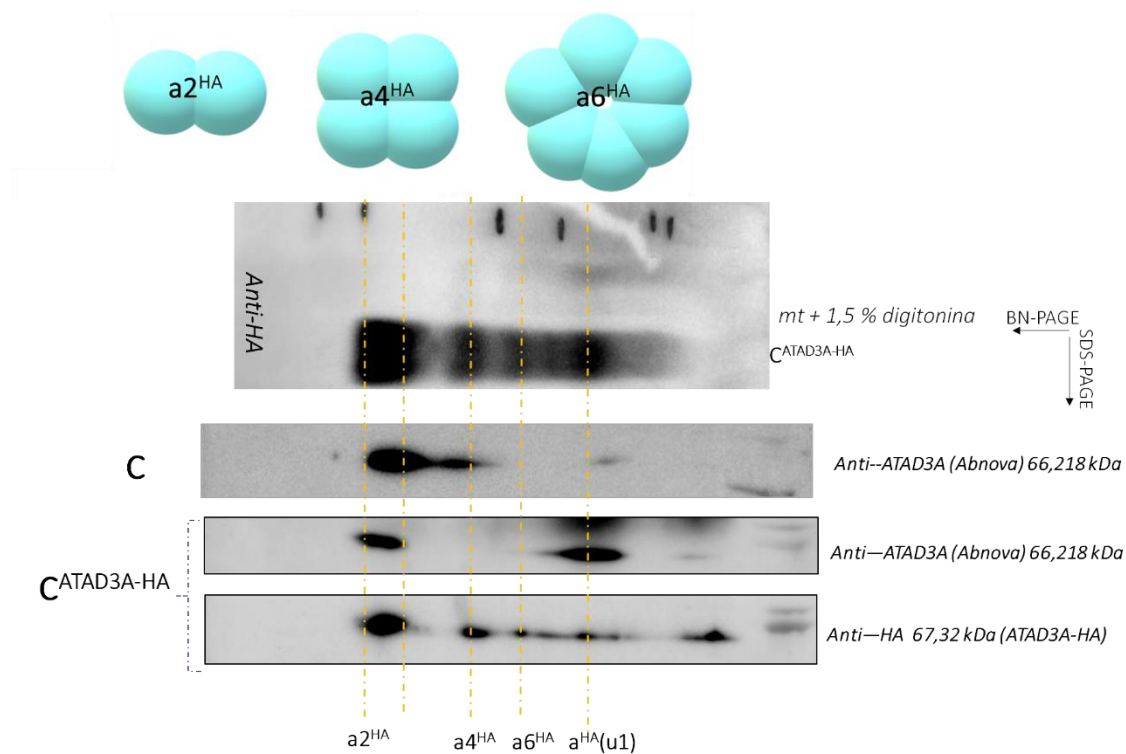 a2ᴴᴬ
a4ᴴᴬ
a6ᴴᴬ
Anti-HA
mt + 1,5 % digitonina
Cᴬᵀᴬᴰ³ᴬ⁻ᴴᴬ
BN-PAGE
SDS-PAGE
C
Anti--ATAD3A (Abnova) 66,218 kDa
Cᴬᵀᴬᴰ³ᴬ⁻ᴴᴬ
Anti—ATAD3A (Abnova) 66,218 kDa
Anti—HA 67,32 kDa (ATAD3A-HA)
a2ᴴᴬ
a4ᴴᴬ
a6ᴴᴬ
aᴴᴬ(u1)